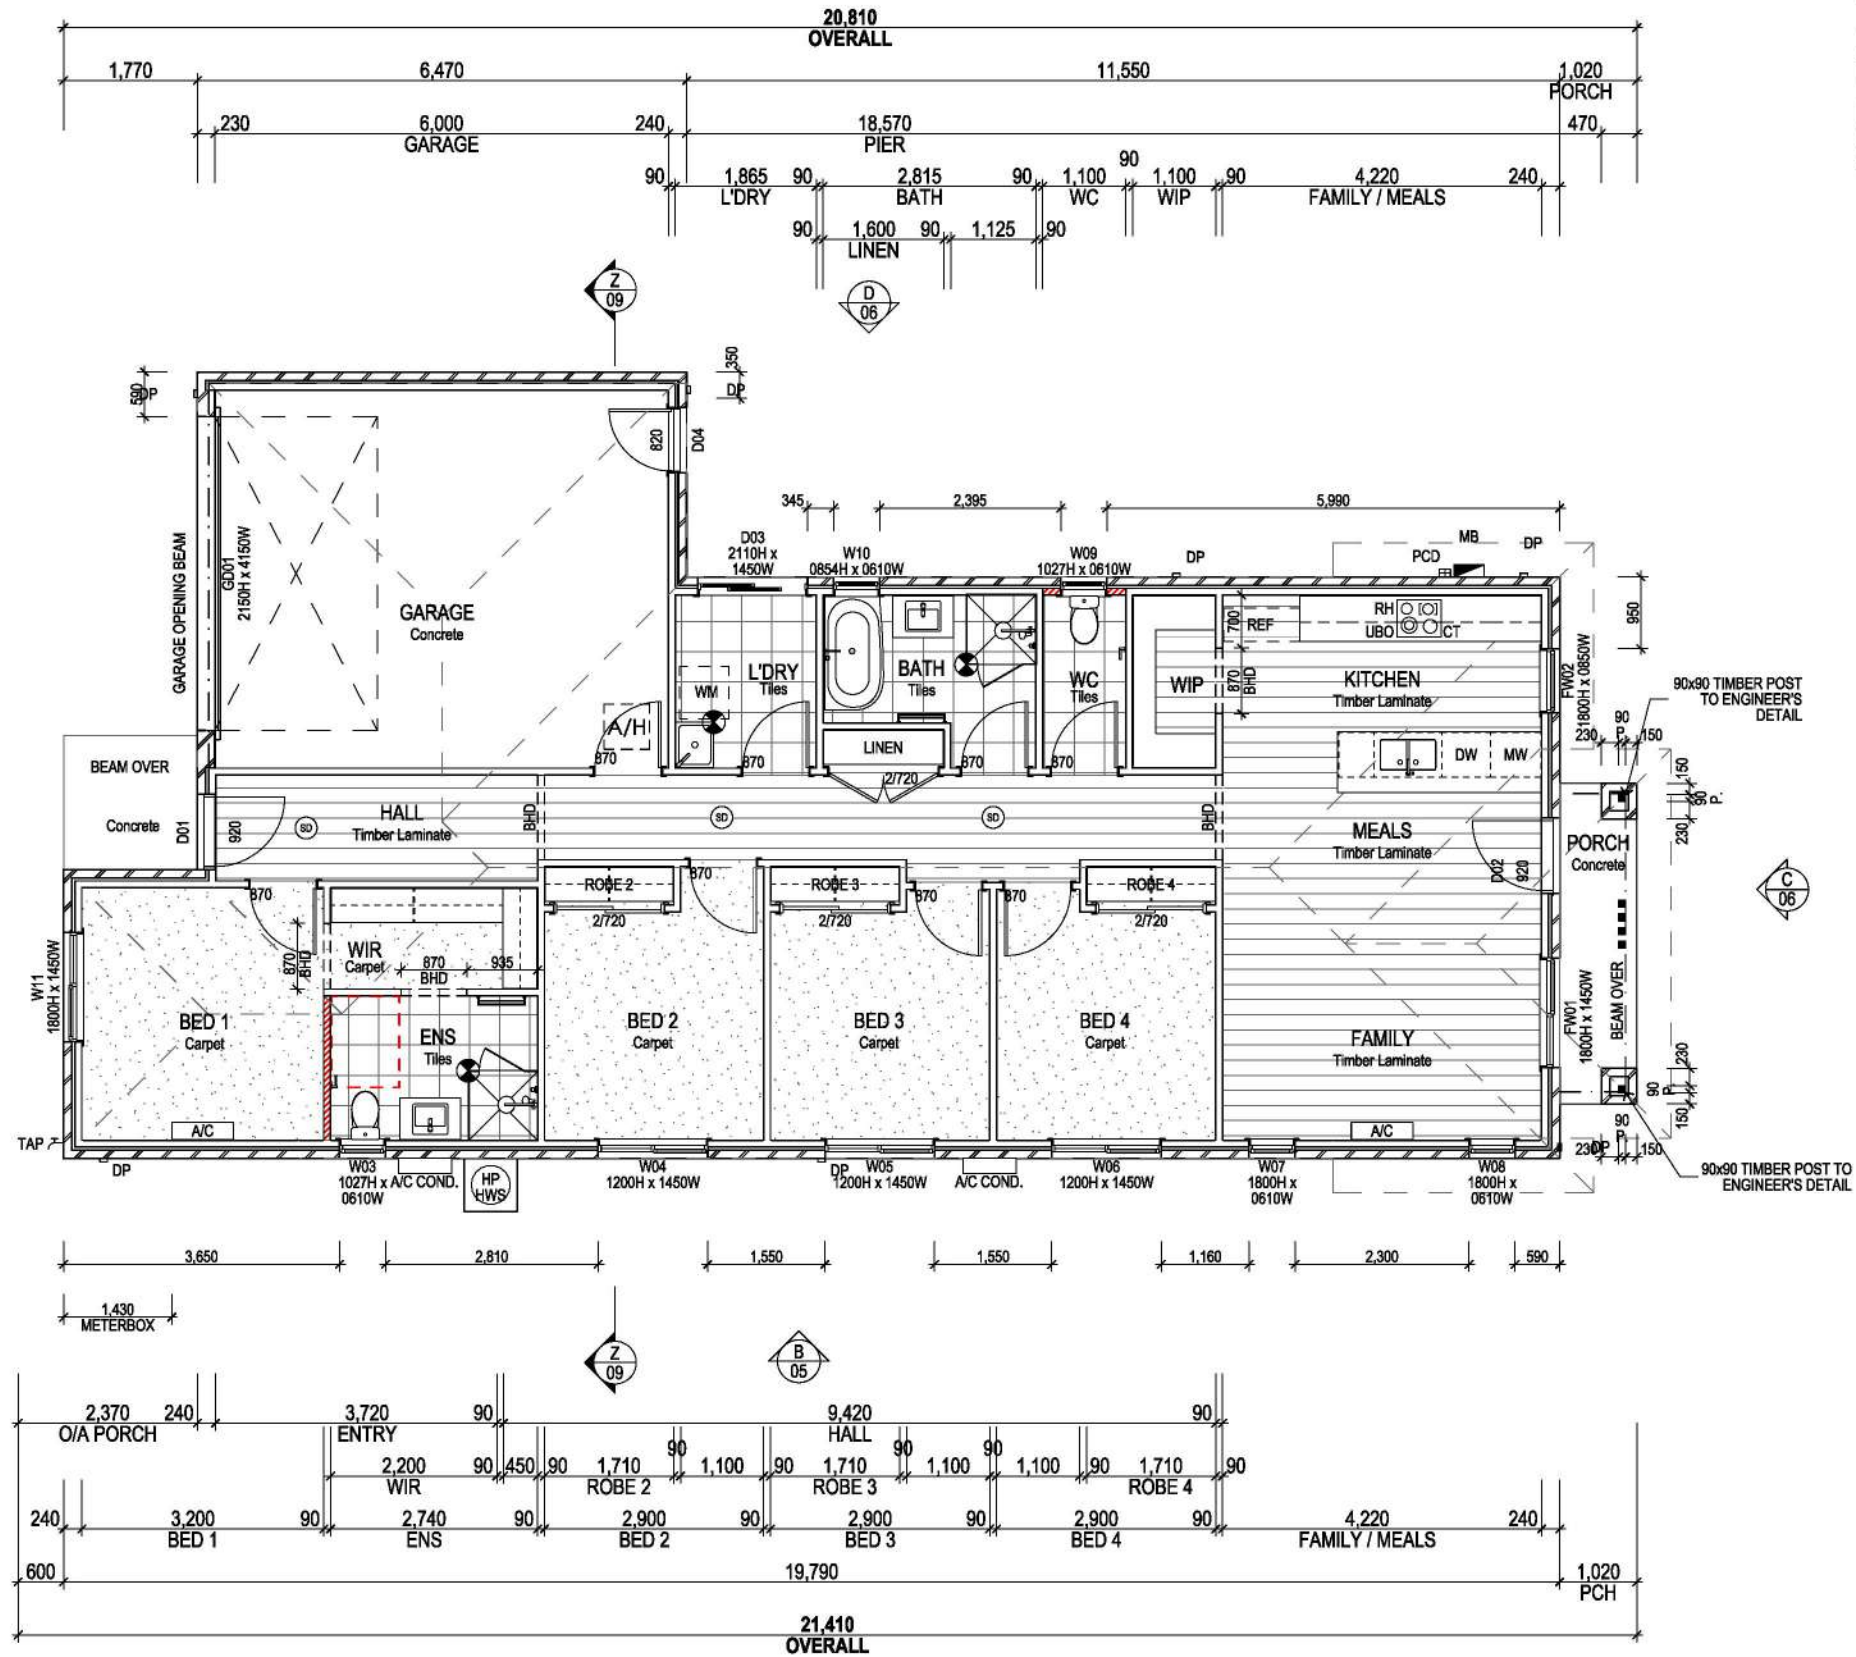 20,810
OVERALL
1,770 6,470 11,550 1,020
PORCH
230 6,000 240 18,570 470
GARAGE PIER
90
90 1,865 90 2,815 90 1,100 1,100 90 4,220 240
L'DRY BATH WC WIP FAMILY / MEALS
90 1,600 90 1,125 90
LINEN
Z
09
D
06
590
DP
350
DP
820
D04
345 2,395 5,990
GARAGE OPENING BEAM
GD01
2150H x 4150W
D03
2110H x
1450W
W10
0854H x 0610W
W09
1027H x 0610W
DP
MB
PCD
DP
GARAGE
Concrete
REF
700
RH
UBO
CT
950
L'DRY
Tiles
WM
BATH
Tiles
WC
Tiles
WIP
870
BHD
KITCHEN
Timber Laminate
FW02
1800H x 0850W
90x90 TIMBER POST
TO ENGINEER'S
DETAIL
90
P.
230 150
A/H
870
870
LINEN
2/720
870
870
DW
MW
BEAM OVER
Concrete
D01
920
SD
HALL
Timber Laminate
BHD
SD
SD
BHD
MEALS
Timber Laminate
D02
920
PORCH
Concrete
150
90
P.
230
C
06
870
ROBE 2
2/720
870
ROBE 3
2/720
870
870
ROBE 4
2/720
W11
1800H x 1450W
WIR
Carpet
870
BHD
870
BHD
935
BED 1
Carpet
ENS
Tiles
BED 2
Carpet
BED 3
Carpet
BED 4
Carpet
FAMILY
Timber Laminate
FW01
1800H x 1450W
BEAM OVER
230
90
P.
150
A/C
A/C
TAP
DP
W03
1027H x
0610W
A/C COND.
HP
HWS
W04
1200H x 1450W
DP
W05
1200H x 1450W
A/C COND.
W06
1200H x 1450W
W07
1800H x
0610W
W08
1800H x
0610W
90
P.
230 DP 150
90x90 TIMBER POST TO
ENGINEER'S DETAIL
3,650 2,810 1,550 1,550 1,160 2,300 590
1,430
METERBOX
Z
09
B
05
2,370 240 3,720 90 9,420 90
O/A PORCH ENTRY HALL
90 90 90
2,200 90 450 90 1,710 1,100 90 1,710 1,100 1,100 90 1,710 90
WIR ROBE 2 ROBE 3 ROBE 4
240 3,200 90 2,740 90 2,900 90 2,900 90 2,900 90 4,220 240
BED 1 ENS BED 2 BED 3 BED 4 FAMILY / MEALS
600 19,790 1,020
PCH
21,410
OVERALL